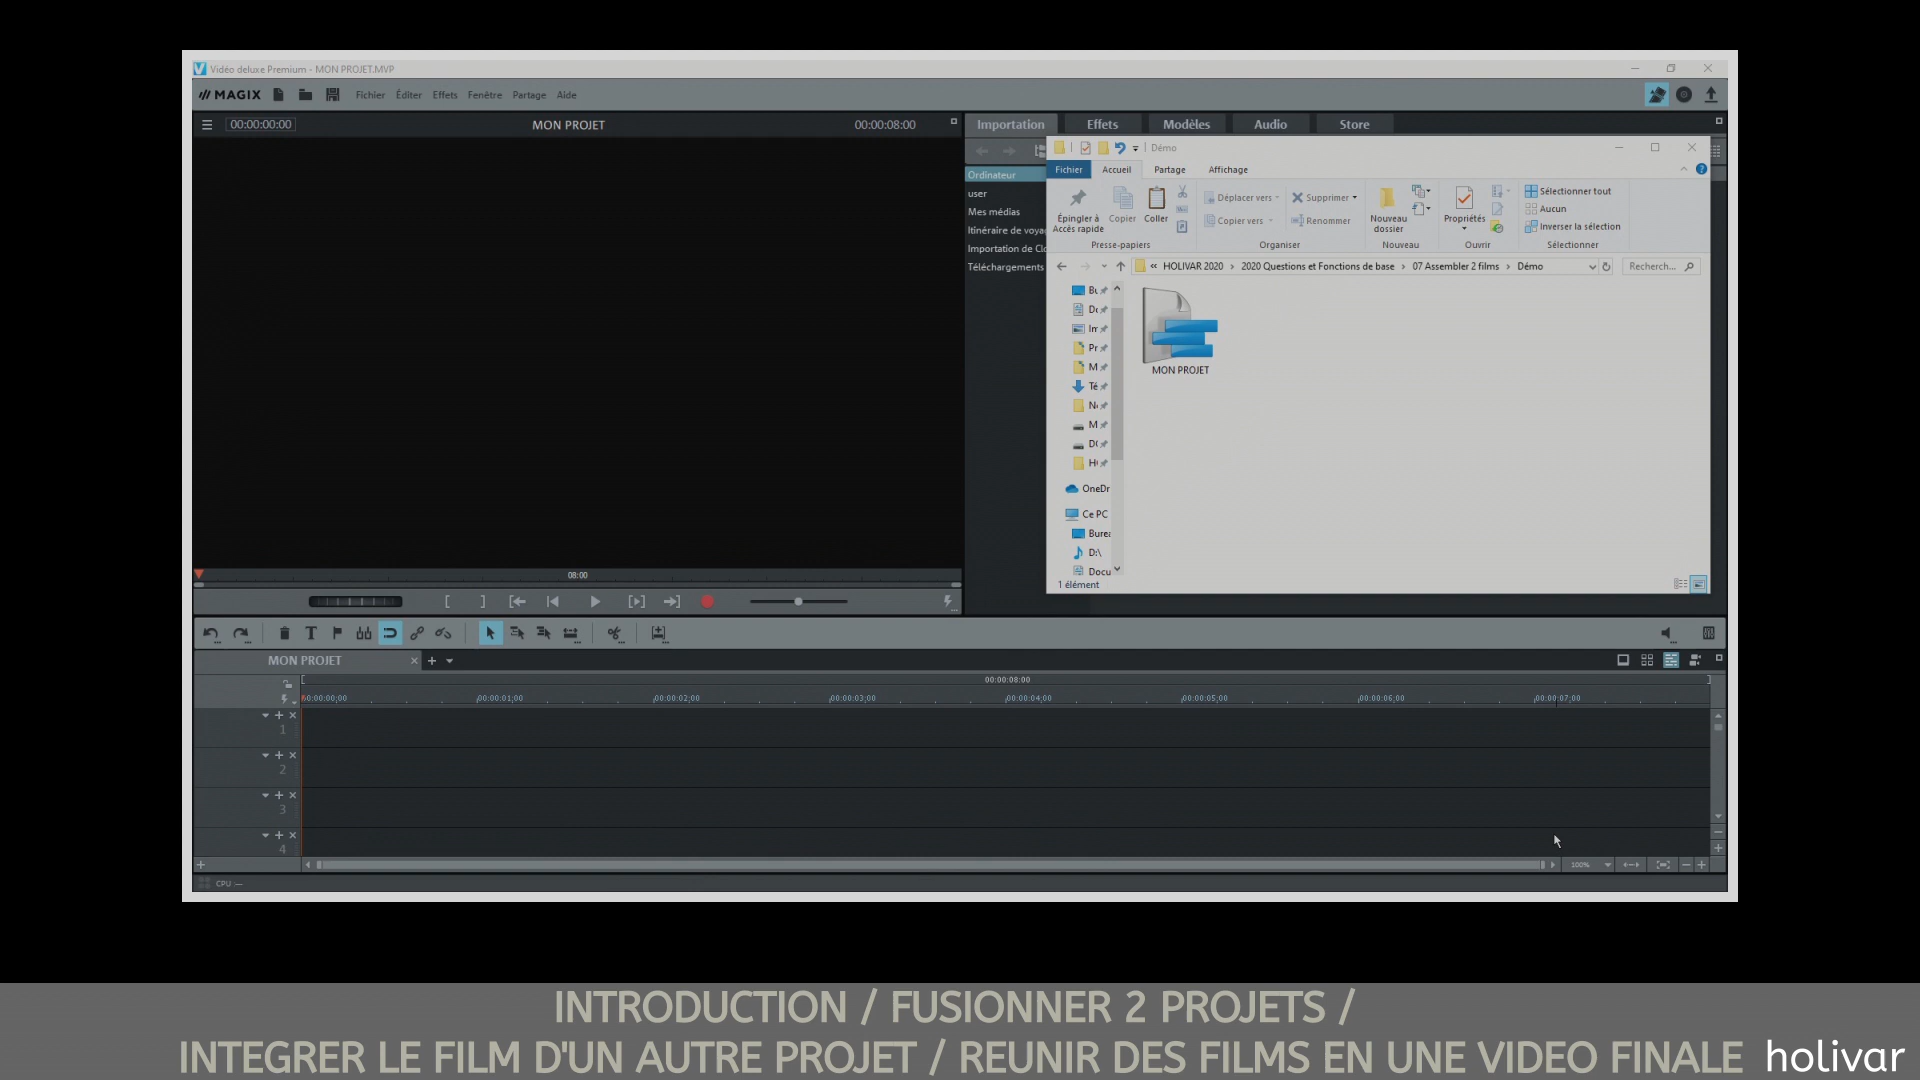 Vidéo deluxe Premium - MON PROJET.MVP
MAGIX Fichier Éditer Effets Fenêtre Partage Aide
00:00:00:00 MON PROJET 00:00:08:00
Importation Effets Modèles Audio Store
Ordinateur
user
Mes médias
Itinéraire de voya
Importation de Clo
Téléchargements
Démo
Fichier Accueil Partage Affichage
Épingler à Accès rapide
Copier
Coller
Presse-papiers
Déplacer vers
Copier vers
Supprimer
Renommer
Organiser
Nouveau dossier
Nouveau
Propriétés
Ouvrir
Sélectionner tout
Aucun
Inverser la sélection
Sélectionner
« HOLIVAR 2020 > 2020 Questions et Fonctions de base > 07 Assembler 2 films > Démo
Recherch...
Bu
Do
Im
Pr
M
Té
No
M
DO
HO
OneDr
Ce PC
Burea
D:\
Docu
MON PROJET
1 élément
08:00
MON PROJET
00:00:08:00
00:00:00;00 00:00:01;00 00:00:02;00 00:00:03;00 00:00:04;00 00:00:05;00 00:00:06;00 00:00:07;00
1
2
3
4
100%
CPU: —
INTRODUCTION / FUSIONNER 2 PROJETS /
INTEGRER LE FILM D'UN AUTRE PROJET / REUNIR DES FILMS EN UNE VIDEO FINALE
holivar